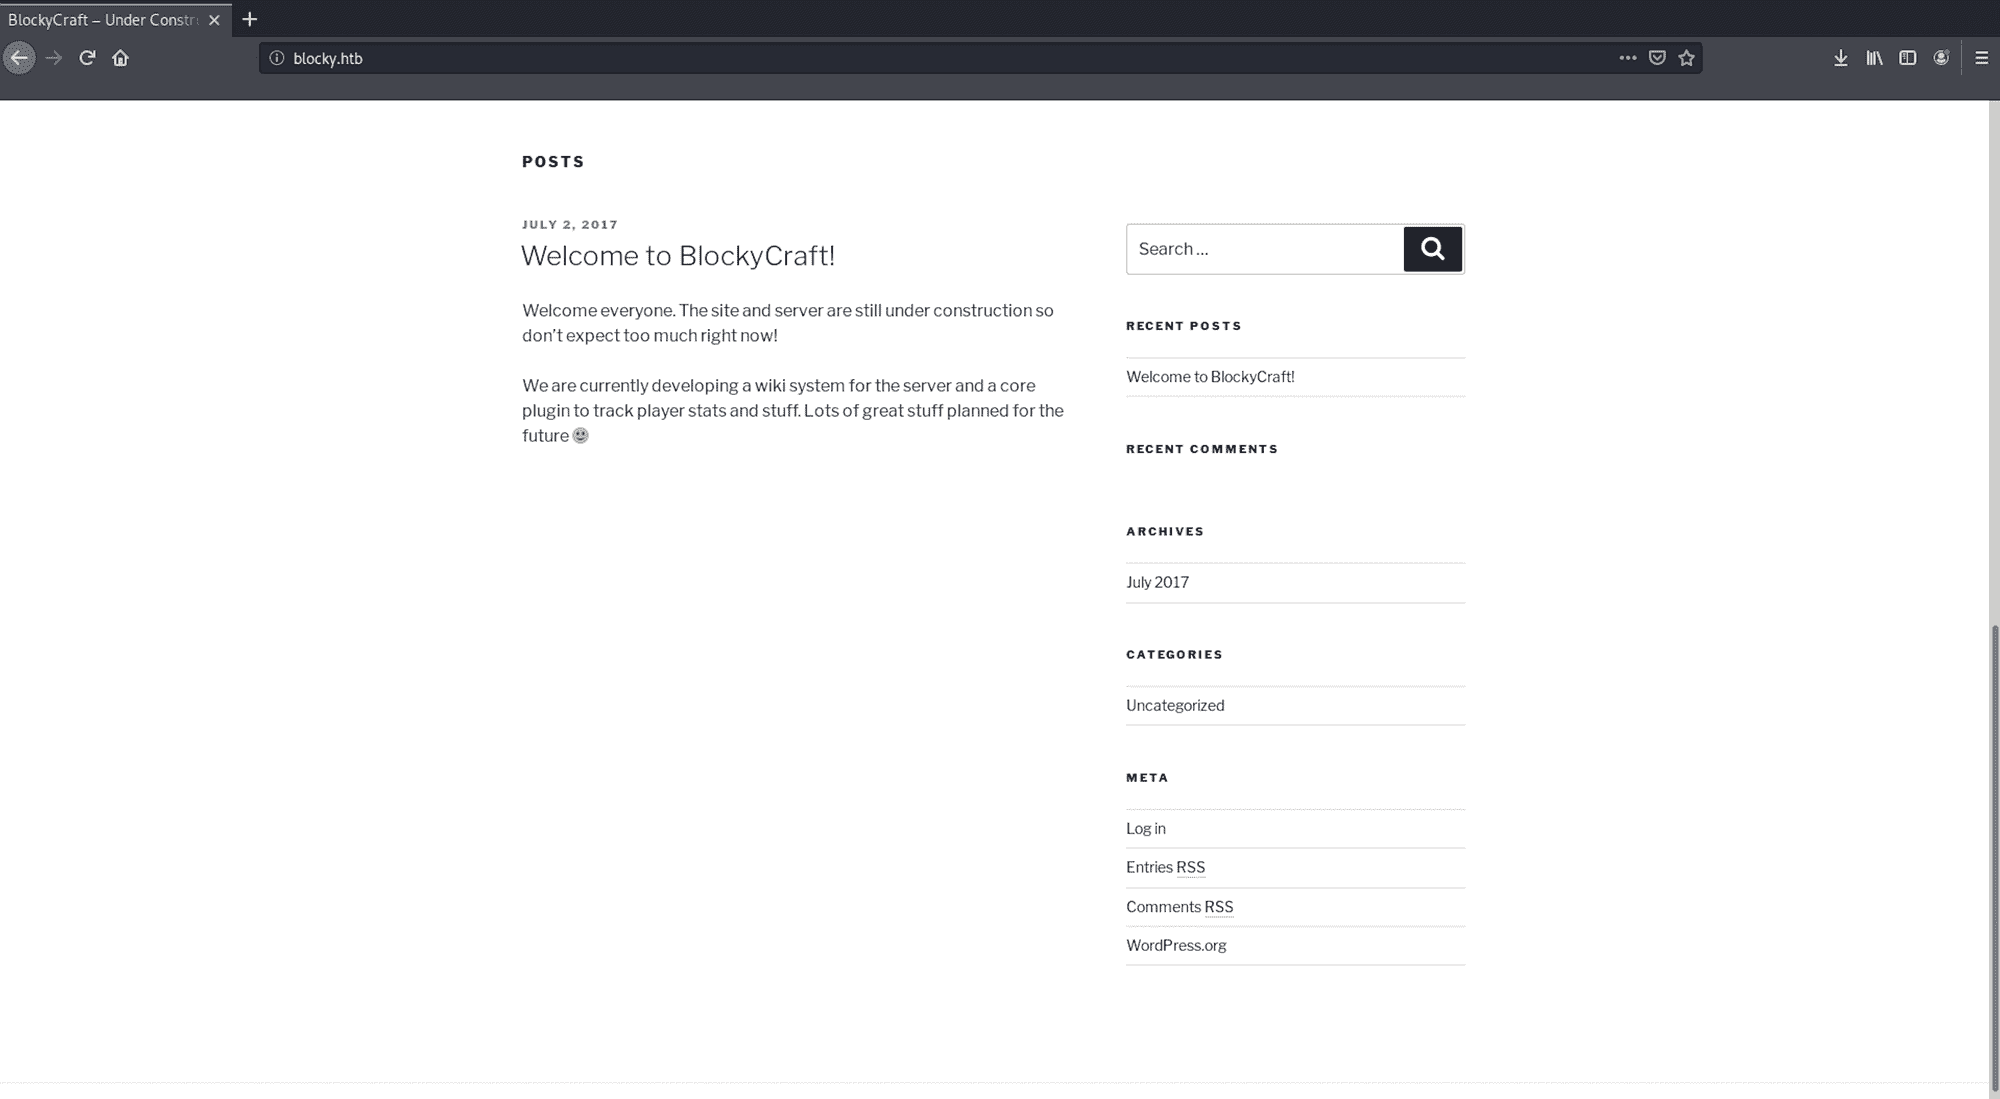 BlockyCraft – Under Constr
blocky.htb
POSTS
JULY 2, 2017
Welcome to BlockyCraft!
Welcome everyone. The site and server are still under construction so
don’t expect too much right now!
We are currently developing a wiki system for the server and a core
plugin to track player stats and stuff. Lots of great stuff planned for the
future
Search …
RECENT POSTS
Welcome to BlockyCraft!
RECENT COMMENTS
ARCHIVES
July 2017
CATEGORIES
Uncategorized
META
Log in
Entries RSS
Comments RSS
WordPress.org